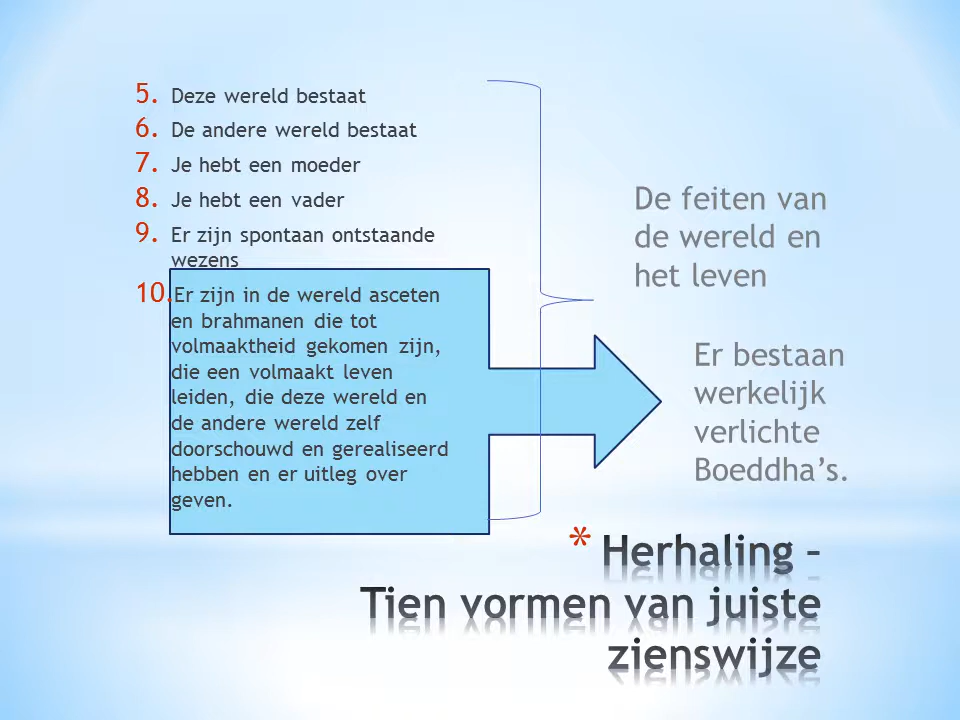 5. Deze wereld bestaat
6. De andere wereld bestaat
7. Je hebt een moeder
8. Je hebt een vader
9. Er zijn spontaan ontstaande
wezens
10. Er zijn in de wereld asceten
en brahmanen die tot
volmaaktheid gekomen zijn,
die een volmaakt leven
leiden, die deze wereld en
de andere wereld zelf
doorschouwd en gerealiseerd
hebben en er uitleg over
geven.
De feiten van
de wereld en
het leven
Er bestaan
werkelijk
verlichte
Boeddha’s.
* Herhaling –
Tien vormen van juiste
zienswijze